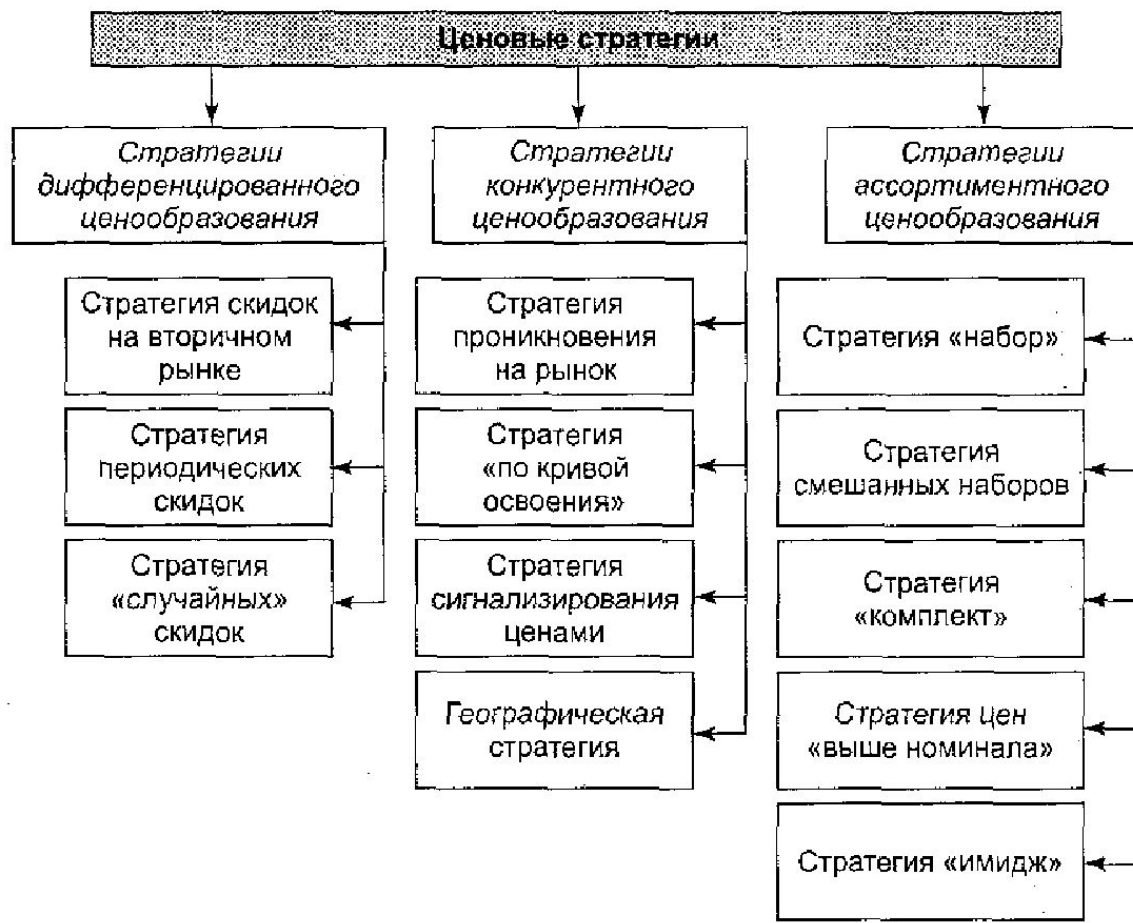 Ценовые стратегии
Стратегии
дифференцированного
ценообразования
Стратегия скидок
на вторичном
рынке
Стратегия
периодических
скидок
Стратегия
«случайных»
скидок
Стратегии
конкурентного
ценообразования
Стратегия
проникновения
на рынок
Стратегия
«по кривой
освоения»
Стратегия
сигнализирования
ценами
Географическая
стратегия
Стратегии
ассортиментного
ценообразования
Стратегия «набор»
Стратегия
смешанных наборов
Стратегия
«комплект»
Стратегия цен
«выше номинала»
Стратегия «имидж»